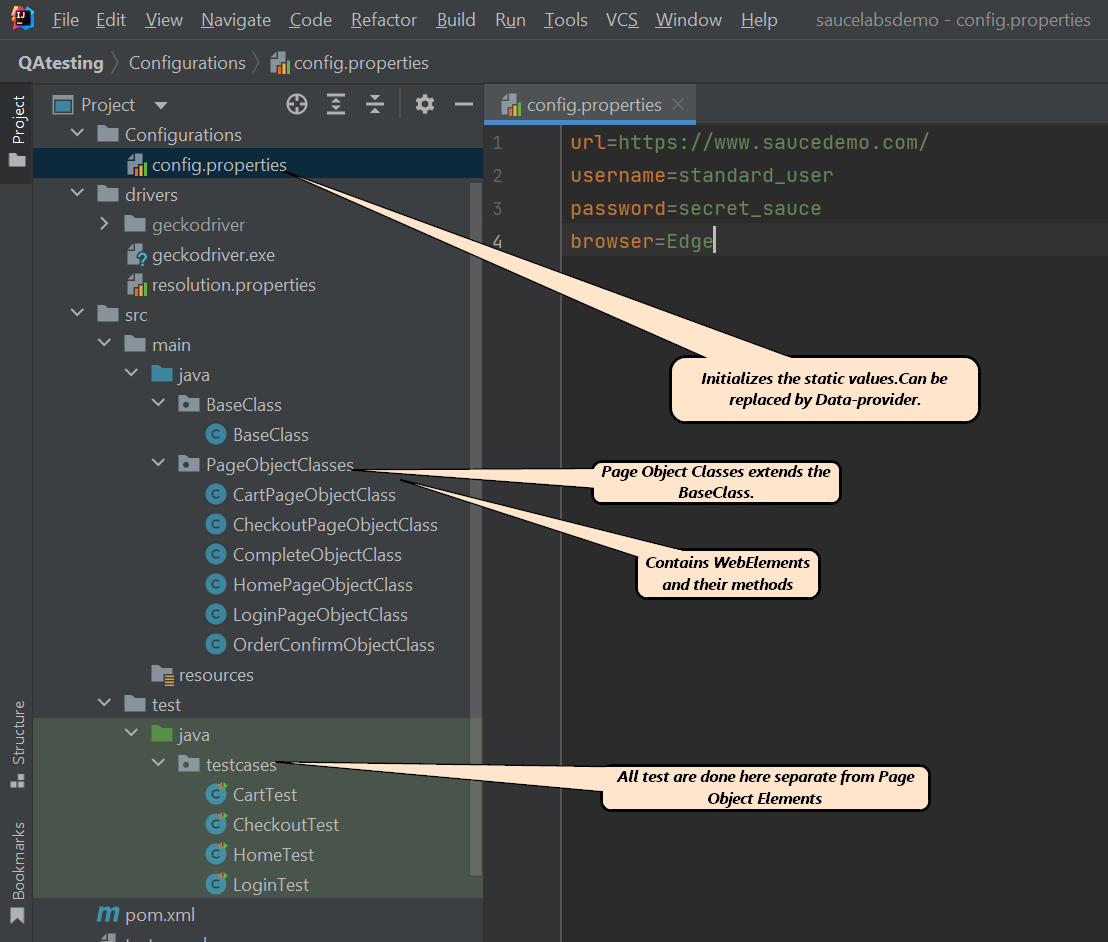 File Edit View Navigate Code Refactor Build Run Tools VCS Window Help saucelabsdemo - config.properties
QAtesting Configurations config.properties
Project
Project
config.properties
Configurations
config.properties
drivers
geckodriver
geckodriver.exe
resolution.properties
src
main
java
BaseClass
BaseClass
PageObjectClasses
CartPageObjectClass
CheckoutPageObjectClass
CompleteObjectClass
HomePageObjectClass
LoginPageObjectClass
OrderConfirmObjectClass
resources
test
java
testcases
CartTest
CheckoutTest
HomeTest
LoginTest
pom.xml
Structure
Bookmarks
1 url=https://www.saucedemo.com/
2 username=standard_user
3 password=secret_sauce
4 browser=Edge
Initializes the static values.Can be
replaced by Data-provider.
Page Object Classes extends the
BaseClass.
Contains WebElements
and their methods
All test are done here separate from Page
Object Elements